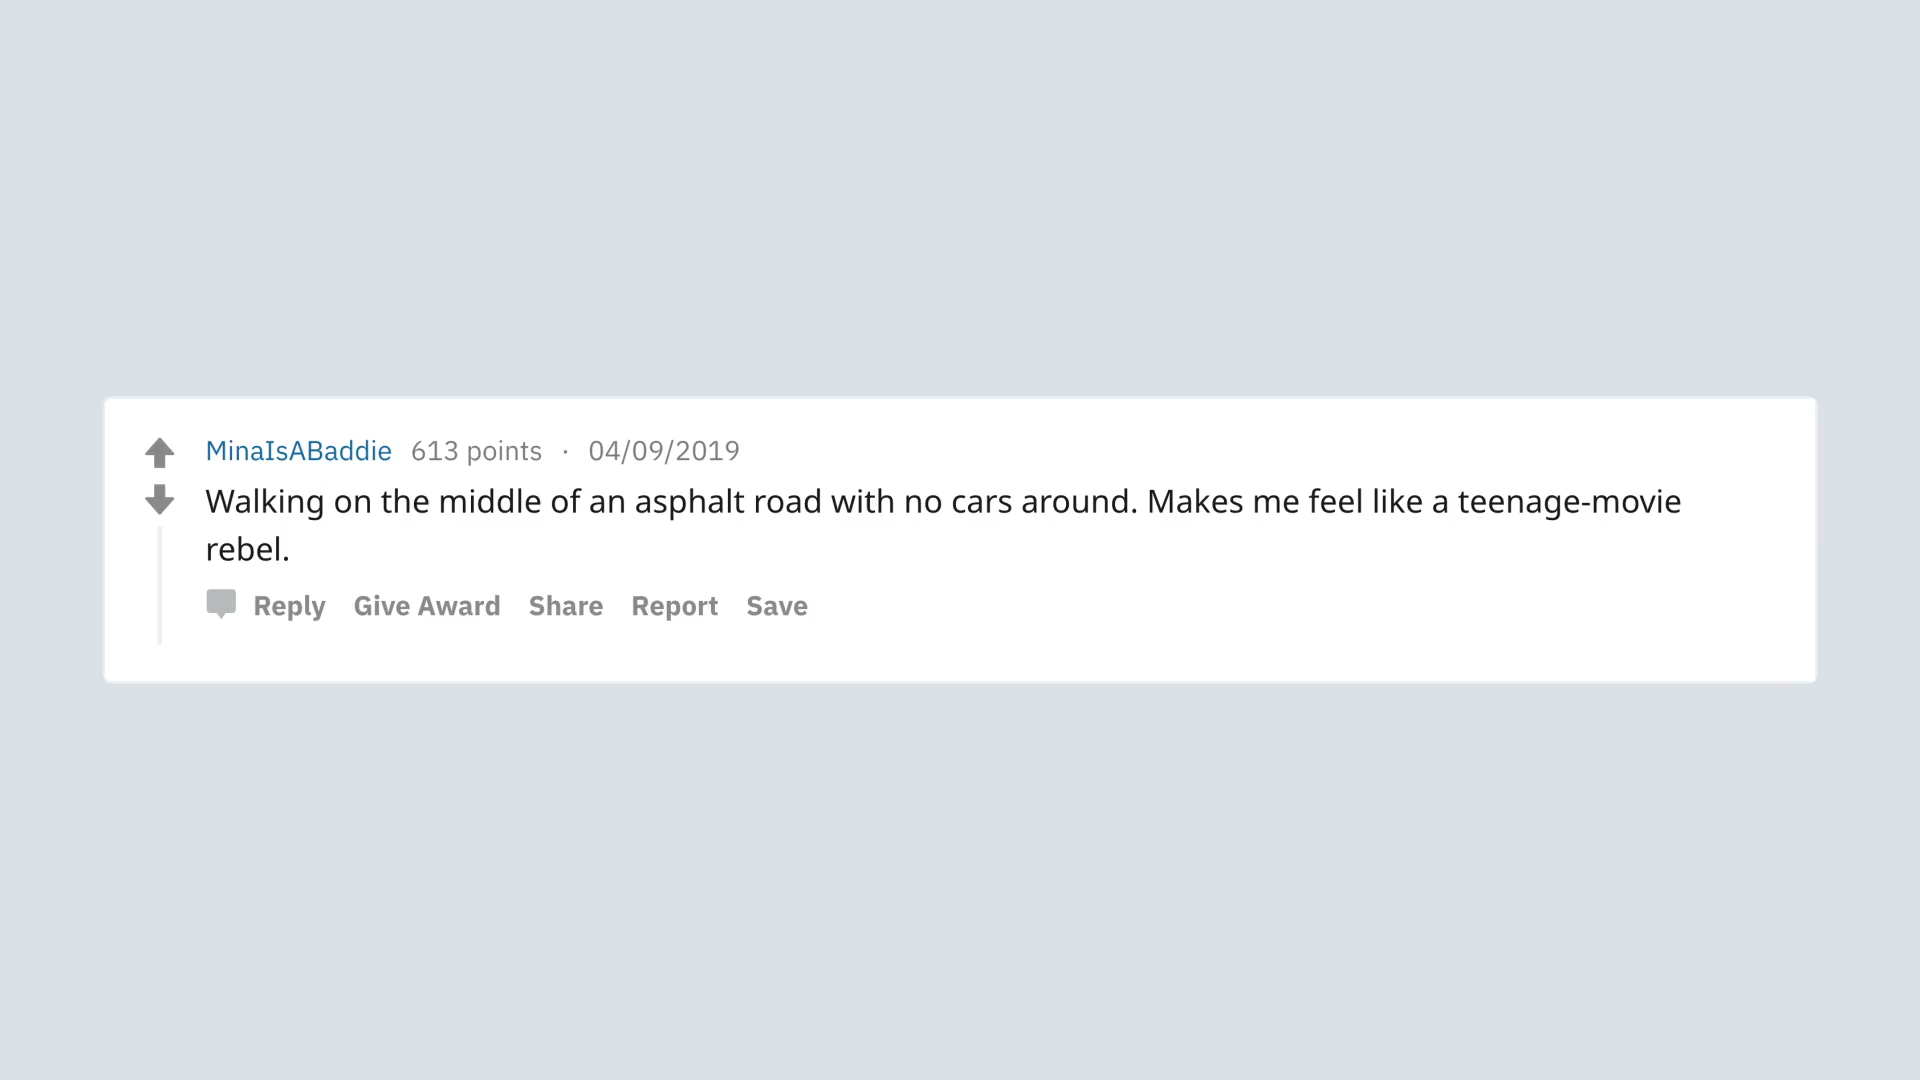 MinaIsABaddie 613 points · 04/09/2019
Walking on the middle of an asphalt road with no cars around. Makes me feel like a teenage-movie
rebel.
Reply Give Award Share Report Save